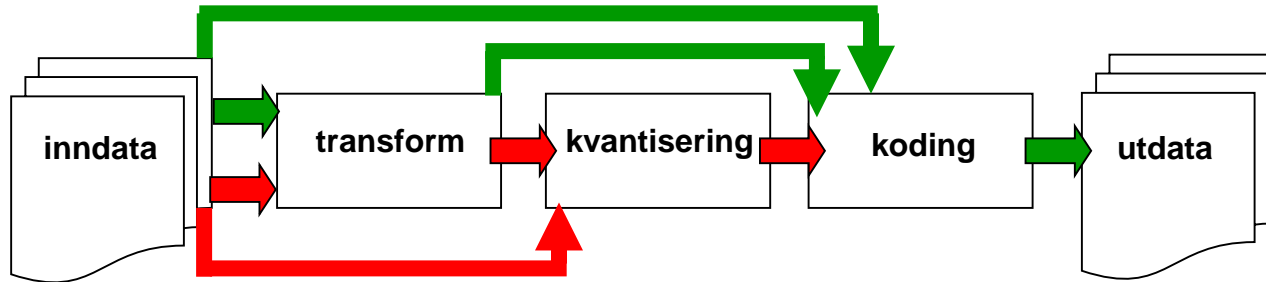 inndata
transform
kvantisering
koding
utdata